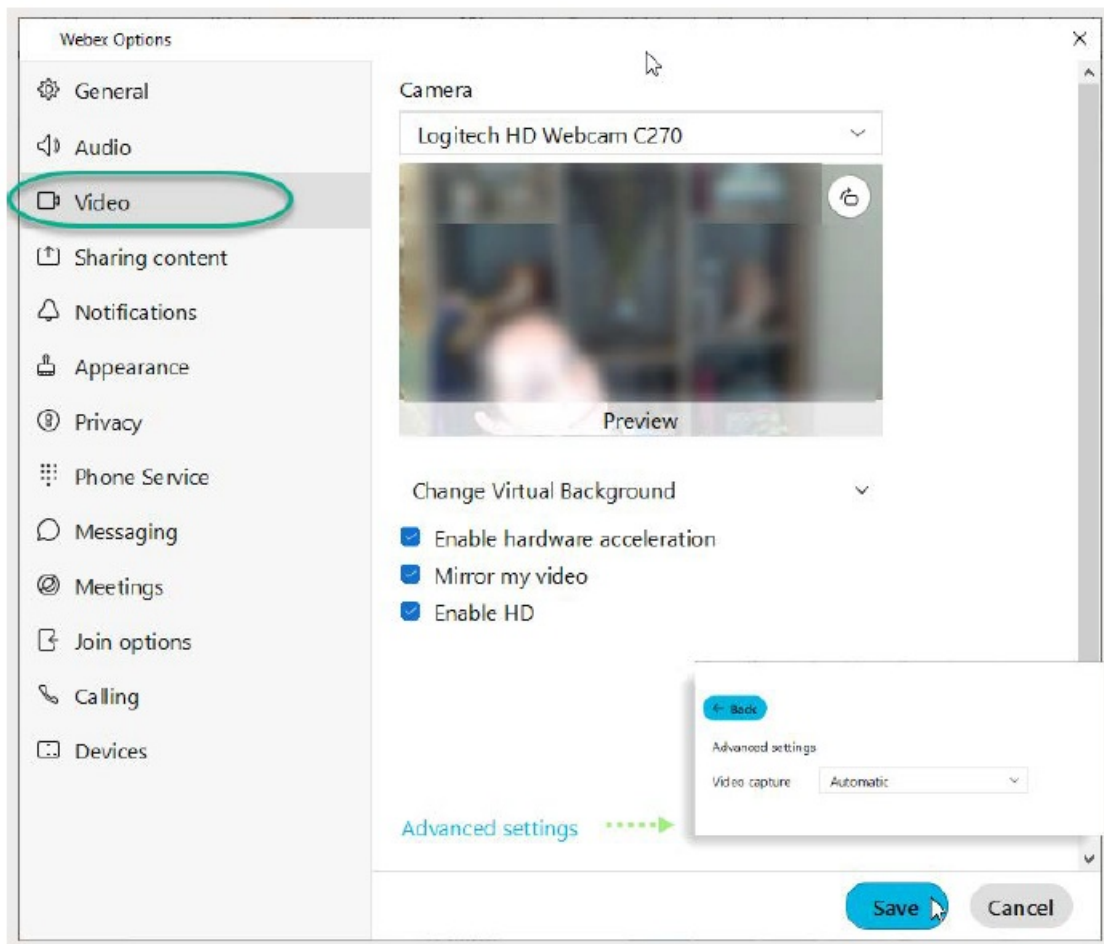 Webex Options
General
Audio
Video
Sharing content
Notifications
Appearance
Privacy
Phone Service
Messaging
Meetings
Join options
Calling
Devices
Camera
Logitech HD Webcam C270
Preview
Change Virtual Background
Enable hardware acceleration
Mirror my video
Enable HD
Advanced settings
← Back
Advanced settings
Video capture Automatic
Save Cancel